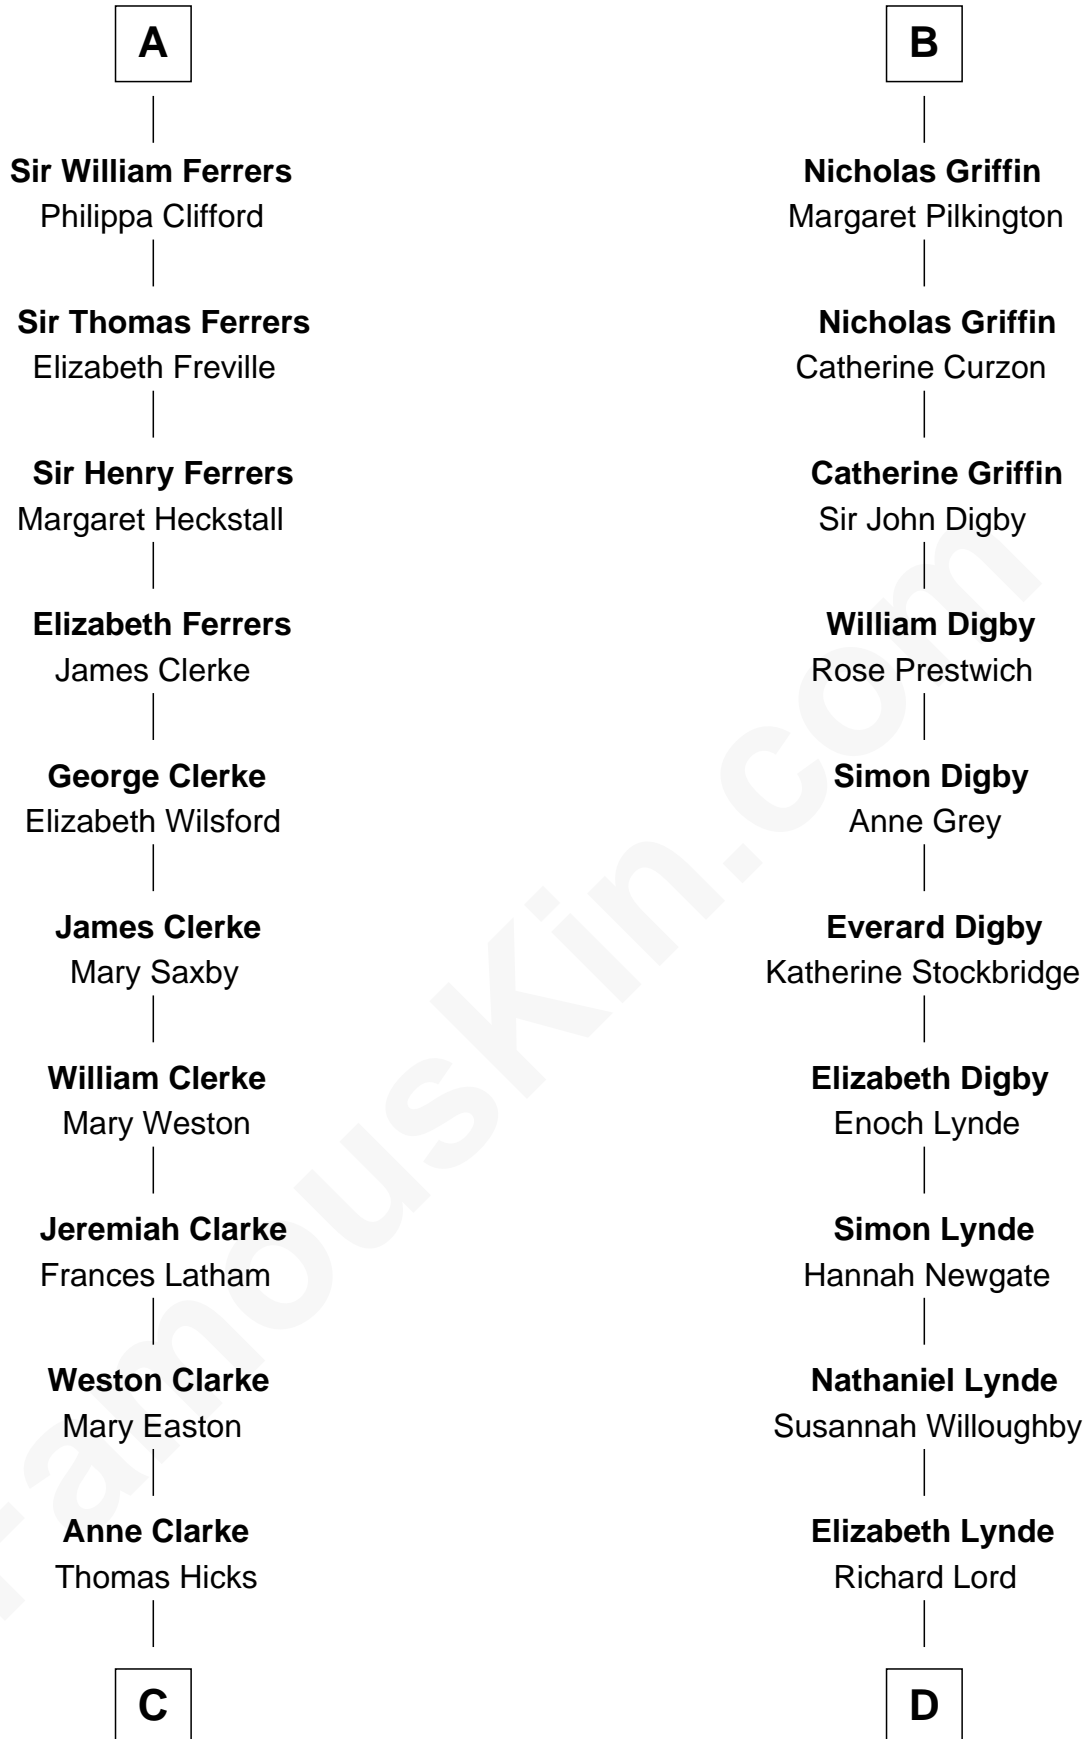 A
Sir William Ferrers
Philippa Clifford
Sir Thomas Ferrers
Elizabeth Freville
Sir Henry Ferrers
Margaret Heckstall
Elizabeth Ferrers
James Clerke
George Clerke
Elizabeth Wilsford
James Clerke
Mary Saxby
William Clerke
Mary Weston
Jeremiah Clarke
Frances Latham
Weston Clarke
Mary Easton
Anne Clarke
Thomas Hicks
C
B
Nicholas Griffin
Margaret Pilkington
Nicholas Griffin
Catherine Curzon
Catherine Griffin
Sir John Digby
William Digby
Rose Prestwich
Simon Digby
Anne Grey
Everard Digby
Katherine Stockbridge
Elizabeth Digby
Enoch Lynde
Simon Lynde
Hannah Newgate
Nathaniel Lynde
Susannah Willoughby
Elizabeth Lynde
Richard Lord
D
FamousKin.com